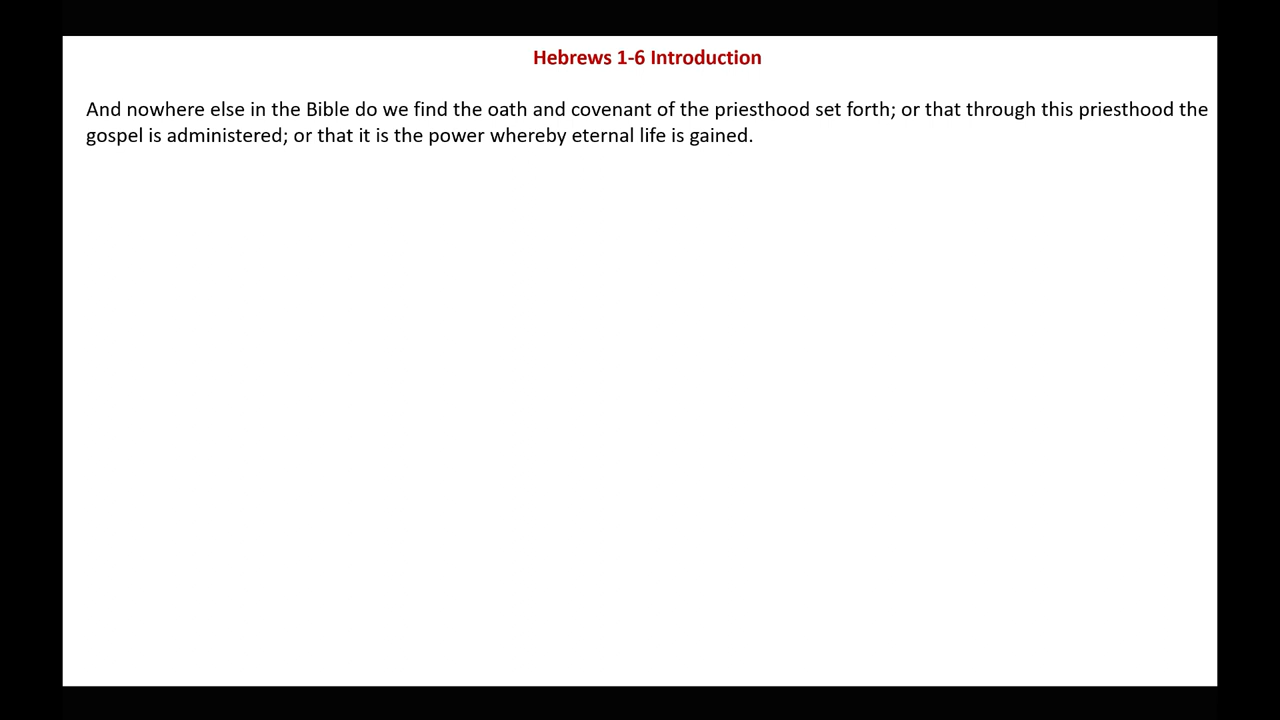 Hebrews 1-6 Introduction
And nowhere else in the Bible do we find the oath and covenant of the priesthood set forth; or that through this priesthood the
gospel is administered; or that it is the power whereby eternal life is gained.